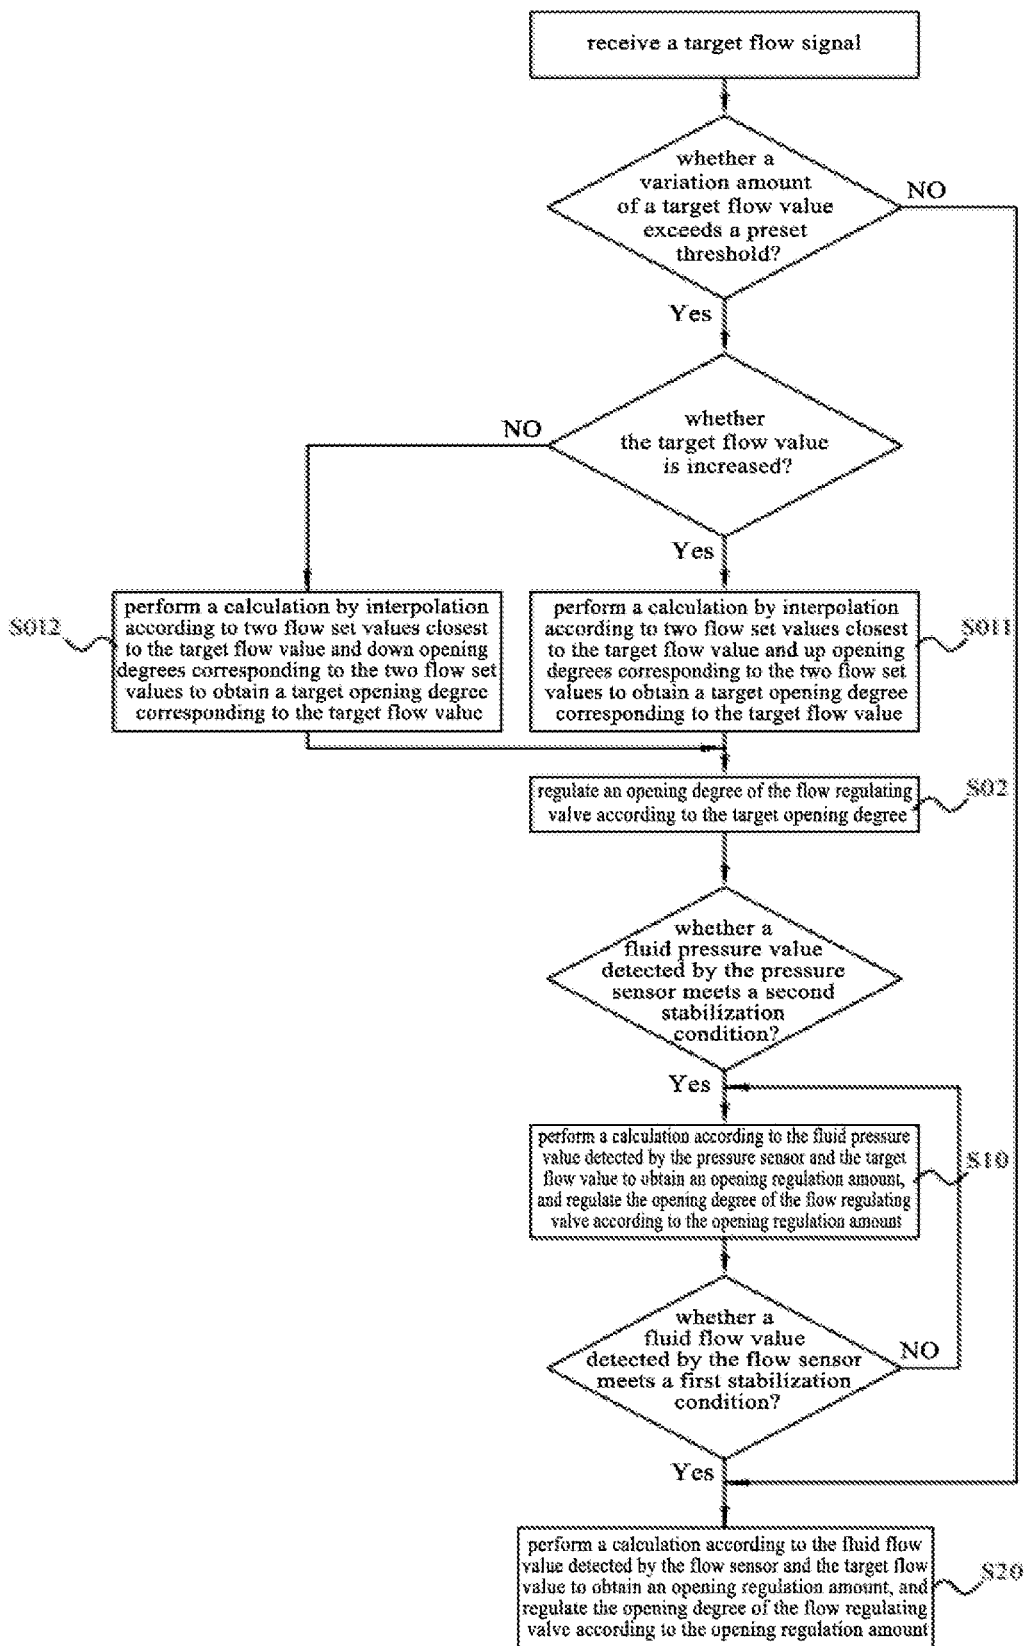 receive a target flow signal
whether a
variation amount
of a target flow value
exceeds a preset
threshold?
NO
Yes
whether
the target flow value
is increased?
NO
Yes
S012
perform a calculation by interpolation
according to two flow set values closest
to the target flow value and down opening
degrees corresponding to the two flow set
values to obtain a target opening degree
corresponding to the target flow value
perform a calculation by interpolation
according to two flow set values closest
to the target flow value and up opening
degrees corresponding to the two flow set
values to obtain a target opening degree
corresponding to the target flow value
S011
regulate an opening degree of the flow regulating
valve according to the target opening degree
S02
whether a
fluid pressure value
detected by the pressure
sensor meets a second
stabilization
condition?
Yes
perform a calculation according to the fluid pressure
value detected by the pressure sensor and the target
flow value to obtain an opening regulation amount,
and regulate the opening degree of the flow regulating
valve according to the opening regulation amount
S10
whether a
fluid flow value
detected by the flow sensor
meets a first stabilization
condition?
NO
Yes
perform a calculation according to the fluid flow
value detected by the flow sensor and the target flow
value to obtain an opening regulation amount, and
regulate the opening degree of the flow regulating
valve according to the opening regulation amount
S20